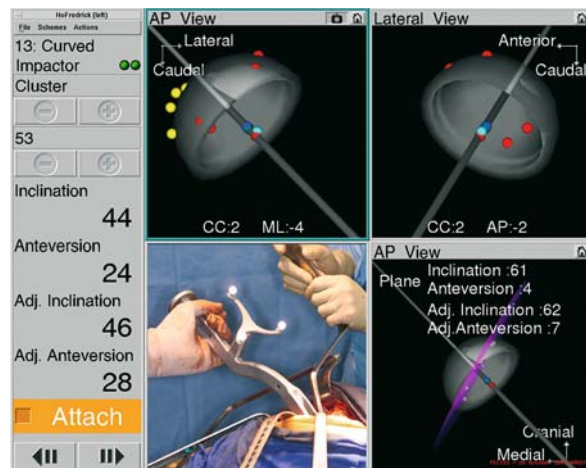 HoFredrick (left)
File Schemes Actions
13: Curved
Impactor
Cluster
53
Inclination
44
Anteversion
24
Adj. Inclination
46
Adj. Anteversion
28
Attach
AP View
Lateral
Caudal
CC:2 ML:-4
Lateral View
Anterior
Caudal
CC:2 AP:-2
AP View
Plane
Inclination :61
Anteversion :4
Adj. Inclination :62
Adj.Anteversion :7
Cranial
Medial